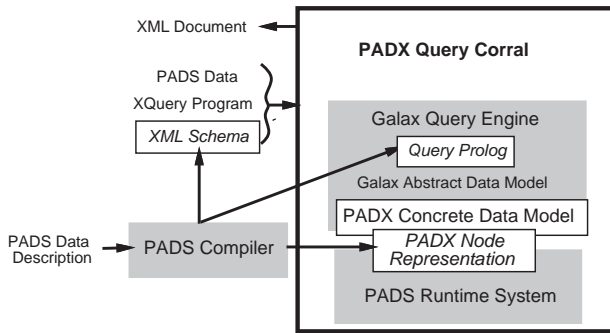 XML Document
PADX Query Corral
PADS Data
XQuery Program
XML Schema
Galax Query Engine
Query Prolog
Galax Abstract Data Model
PADX Concrete Data Model
PADX Node
Representation
PADS Data
Description
PADS Compiler
PADS Runtime System